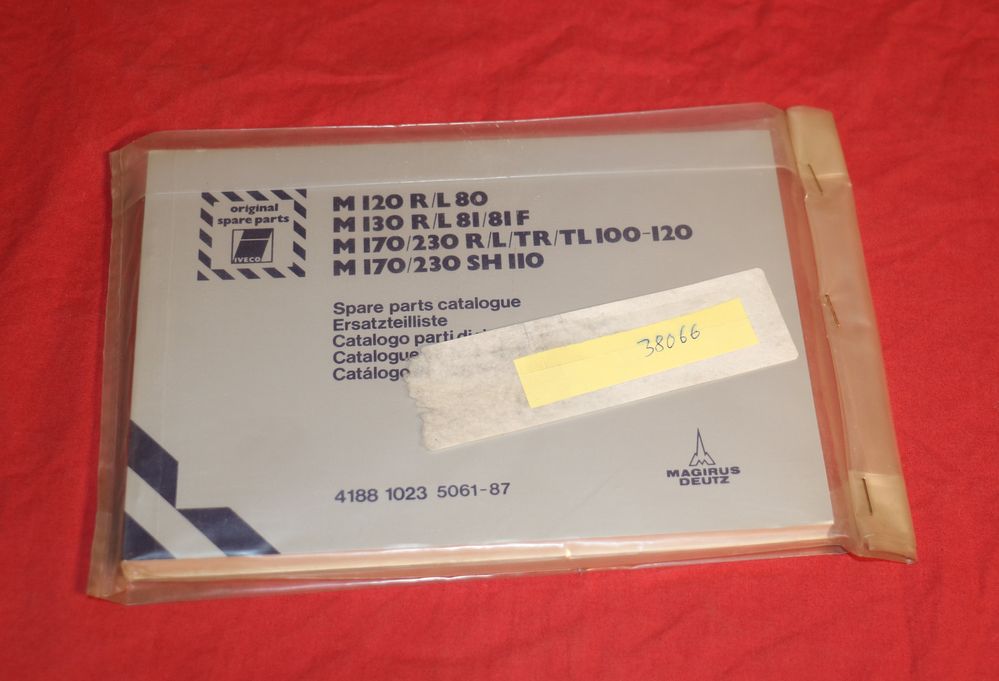 original
spare parts
IVECO
M 120 R/L 80
M 130 R/L 81/81 F
M 170/230 R/L/TR/TL 100-120
M 170/230 SH 110
Spare parts catalogue
Ersatzteilliste
Catalogo parti
Catalogue
Catálogo
38066
4188 1023 5061-87
MAGIRUS
DEUTZ